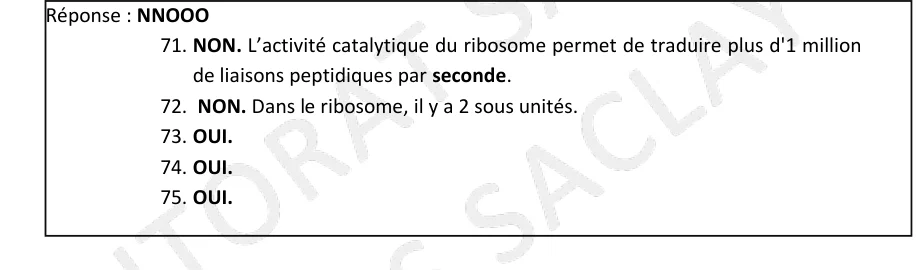 Réponse : NNOOO
71. NON. L’activité catalytique du ribosome permet de traduire plus d'1 million
de liaisons peptidiques par seconde.
72. NON. Dans le ribosome, il y a 2 sous unités.
73. OUI.
74. OUI.
75. OUI.